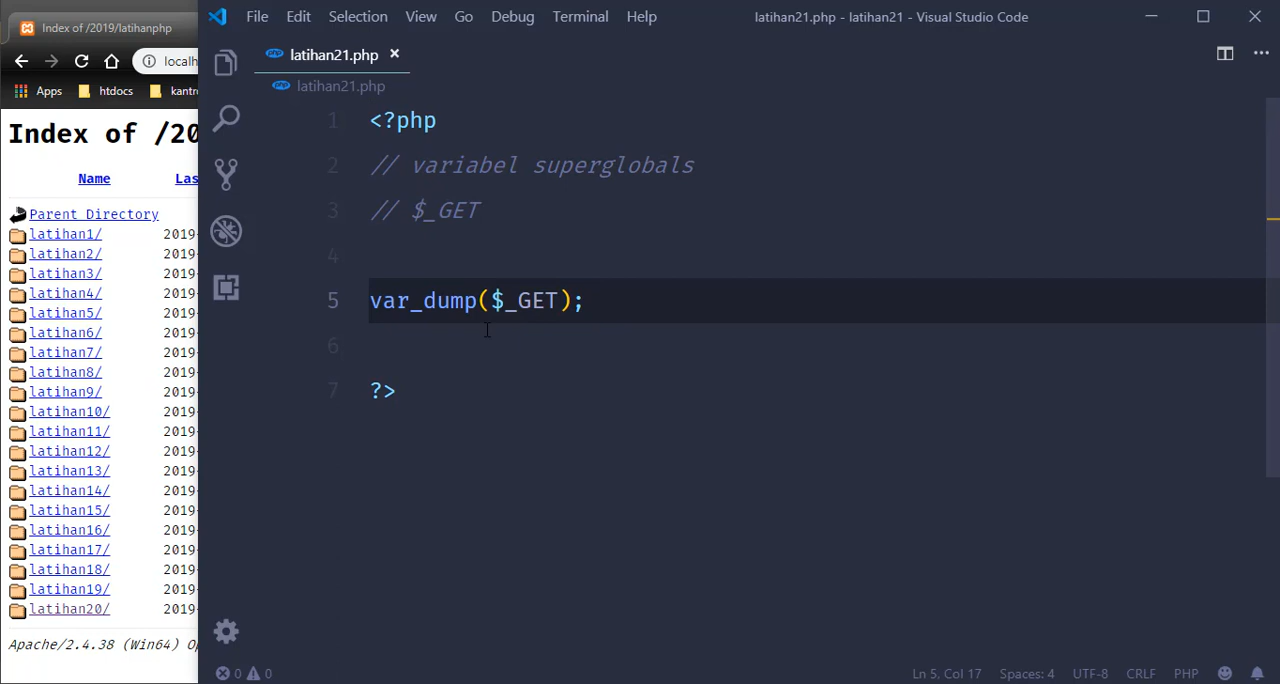 Index of /2019/latihanphp
localh
Apps htdocs kantr
Index of /20
Name Las
Parent Directory
latihan1/ 2019-
latihan2/ 2019-
latihan3/ 2019-
latihan4/ 2019-
latihan5/ 2019-
latihan6/ 2019-
latihan7/ 2019-
latihan8/ 2019-
latihan9/ 2019-
latihan10/ 2019-
latihan11/ 2019-
latihan12/ 2019-
latihan13/ 2019-
latihan14/ 2019-
latihan15/ 2019-
latihan16/ 2019-
latihan17/ 2019-
latihan18/ 2019-
latihan19/ 2019-
latihan20/ 2019-
Apache/2.4.38 (Win64) Op
File Edit Selection View Go Debug Terminal Help latihan21.php - latihan21 - Visual Studio Code
php latihan21.php
php latihan21.php
1 <?php
2 // variabel superglobals
3 // $_GET
4
5 var_dump($_GET);
6
7 ?>
0 0 Ln 5, Col 17 Spaces: 4 UTF-8 CRLF PHP